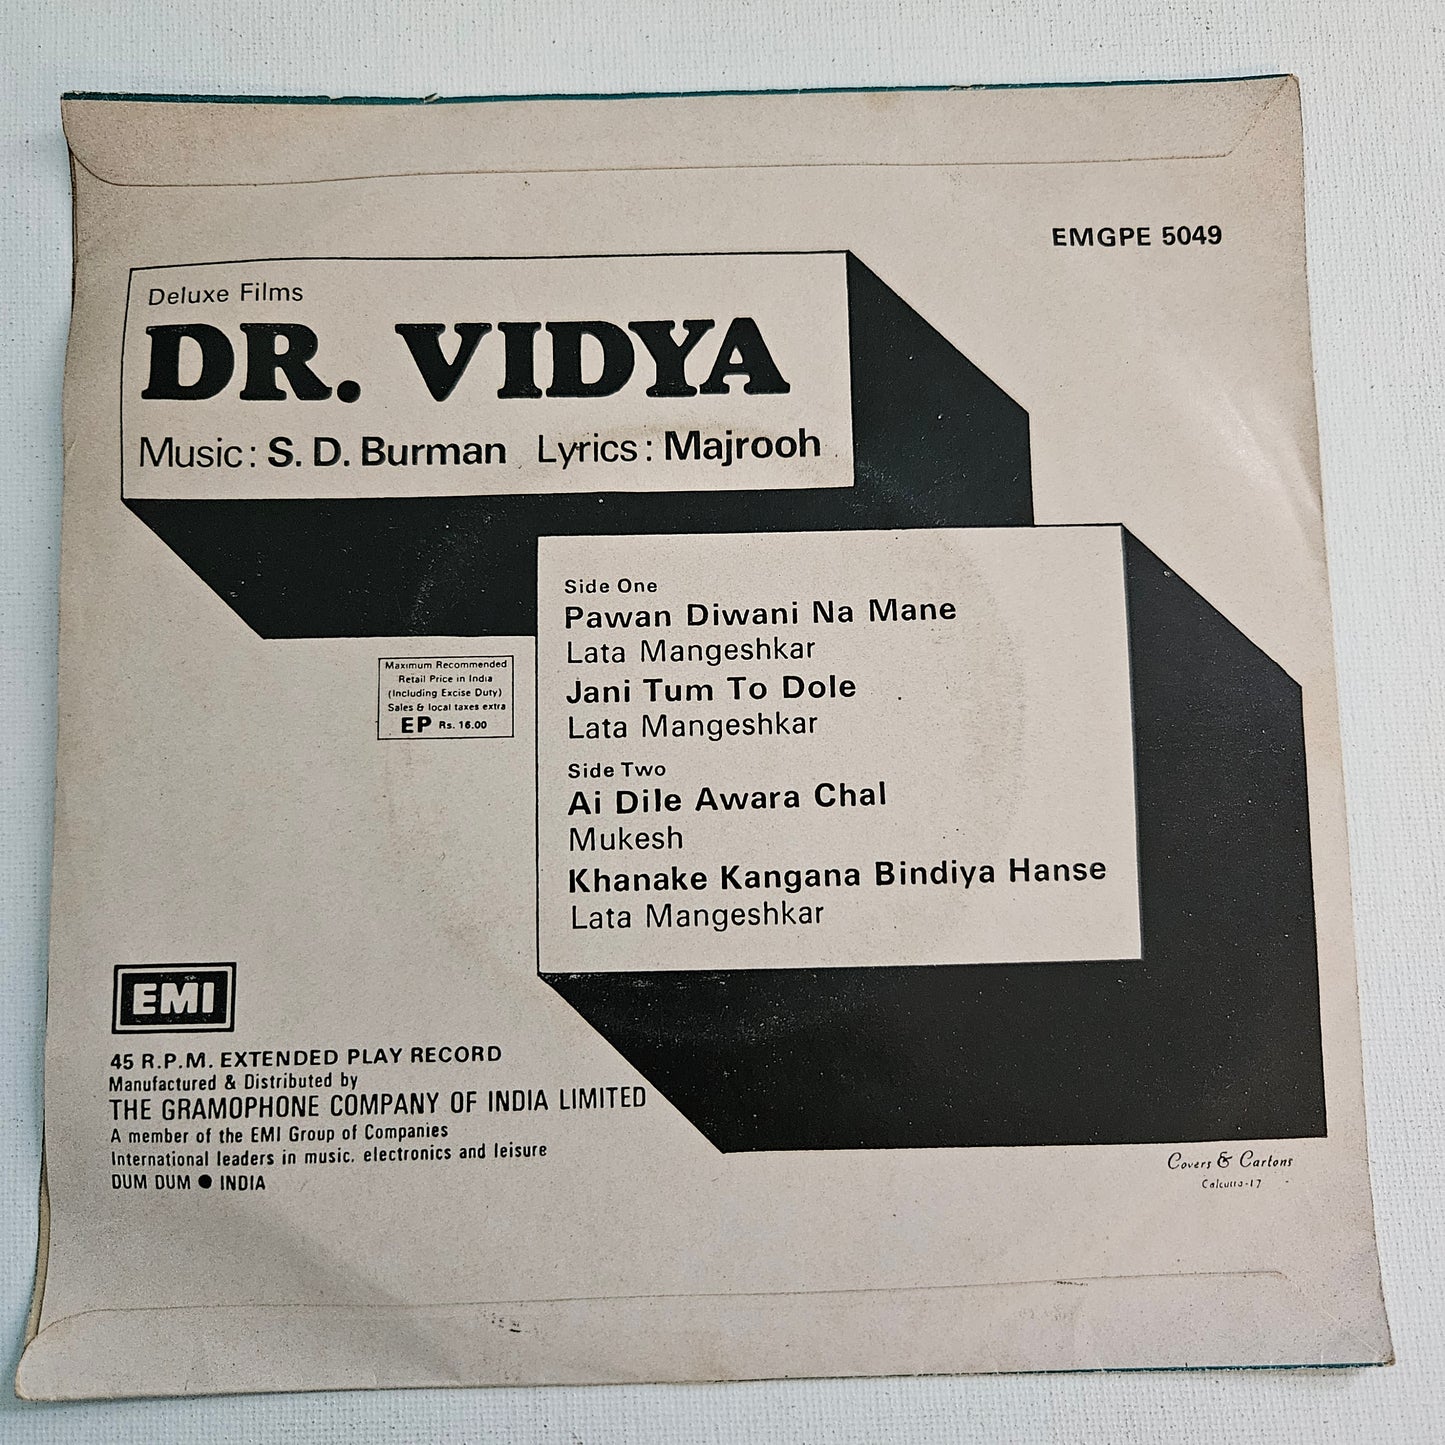 EMGPE 5049
Deluxe Films
DR. VIDYA
Music: S. D. Burman Lyrics: Majrooh
Side One
Pawan Diwani Na Mane
Lata Mangeshkar
Jani Tum To Dole
Lata Mangeshkar
Side Two
Ai Dile Awara Chal
Mukesh
Khanake Kangana Bindiya Hanse
Lata Mangeshkar
Maximum Recommended
Retail Price in India
(Including Excise Duty)
Sales & local taxes extra
EP Rs. 16.00
EMI
45 R.P.M. EXTENDED PLAY RECORD
Manufactured & Distributed by
THE GRAMOPHONE COMPANY OF INDIA LIMITED
A member of the EMI Group of Companies
International leaders in music. electronics and leisure
DUM DUM ● INDIA
Covers & Cartons
Calcutta-17